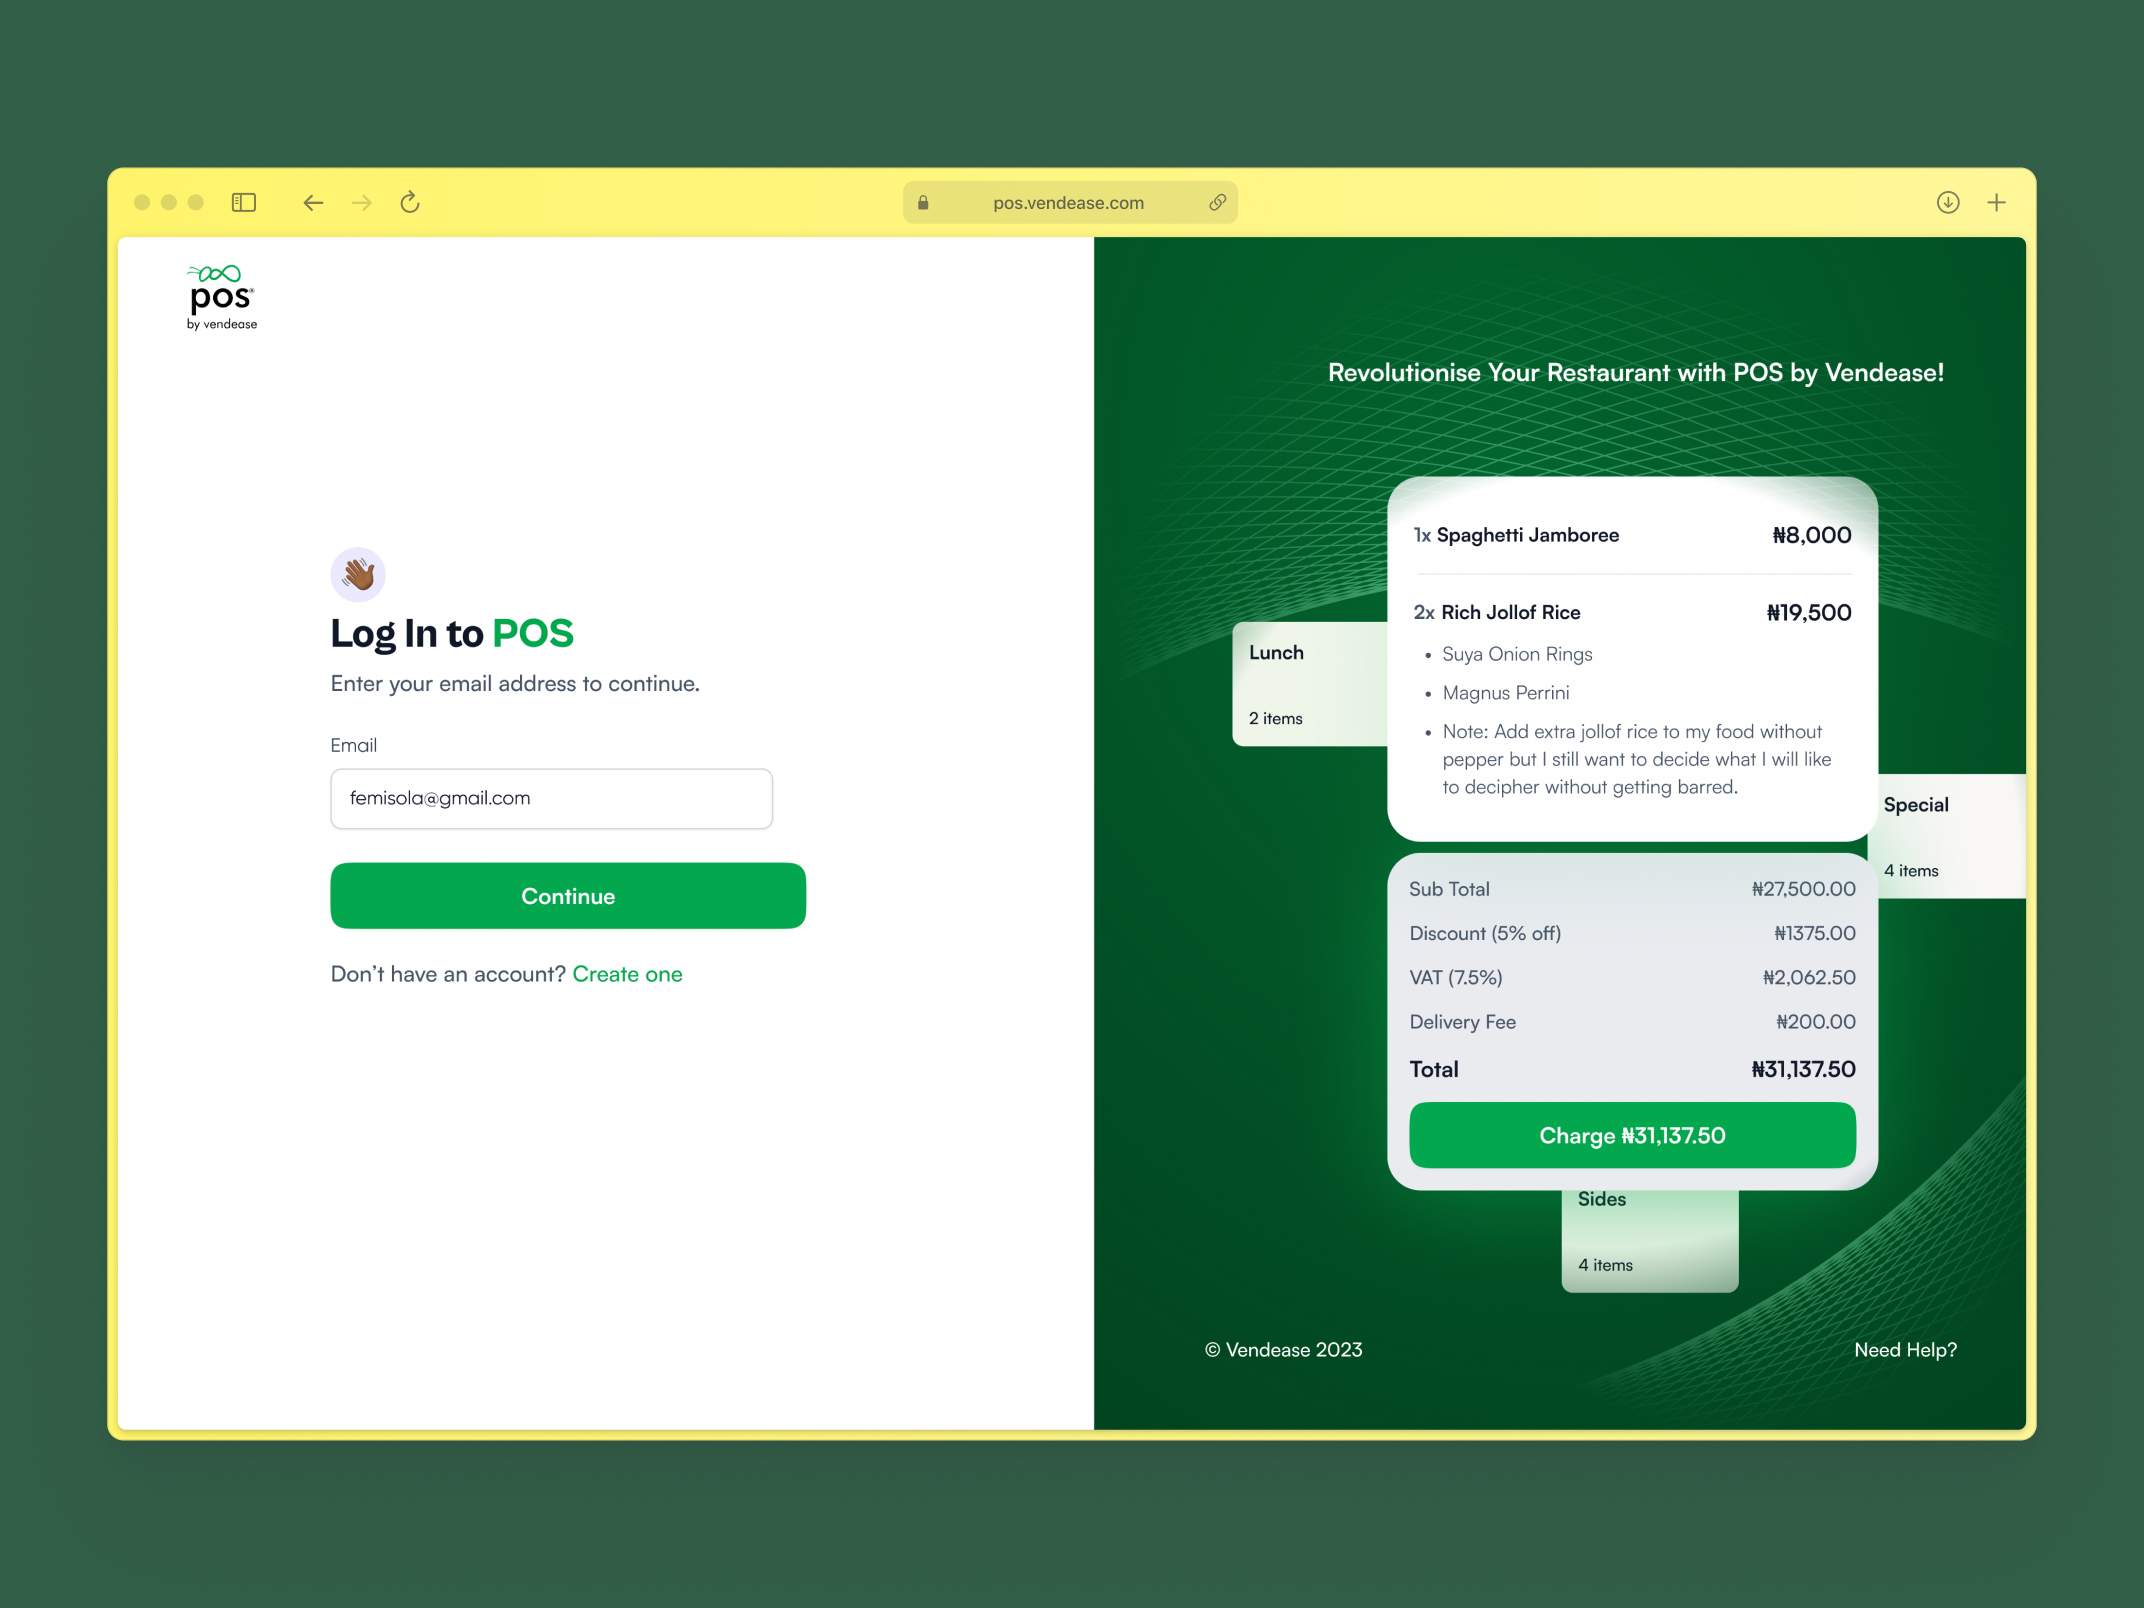 pos.vendease.com
pos®
by vendease
Log In to POS
Enter your email address to continue.
Email
femisola@gmail.com
Continue
Don’t have an account? Create one
Revolutionise Your Restaurant with POS by Vendease!
1x Spaghetti Jamboree ₦8,000
2x Rich Jollof Rice ₦19,500
• Suya Onion Rings
• Magnus Perrini
• Note: Add extra jollof rice to my food without
pepper but I still want to decide what I will like
to decipher without getting barred.
Lunch
2 items
Special
4 items
Sub Total ₦27,500.00
Discount (5% off) ₦1375.00
VAT (7.5%) ₦2,062.50
Delivery Fee ₦200.00
Total ₦31,137.50
Charge ₦31,137.50
Sides
4 items
© Vendease 2023
Need Help?